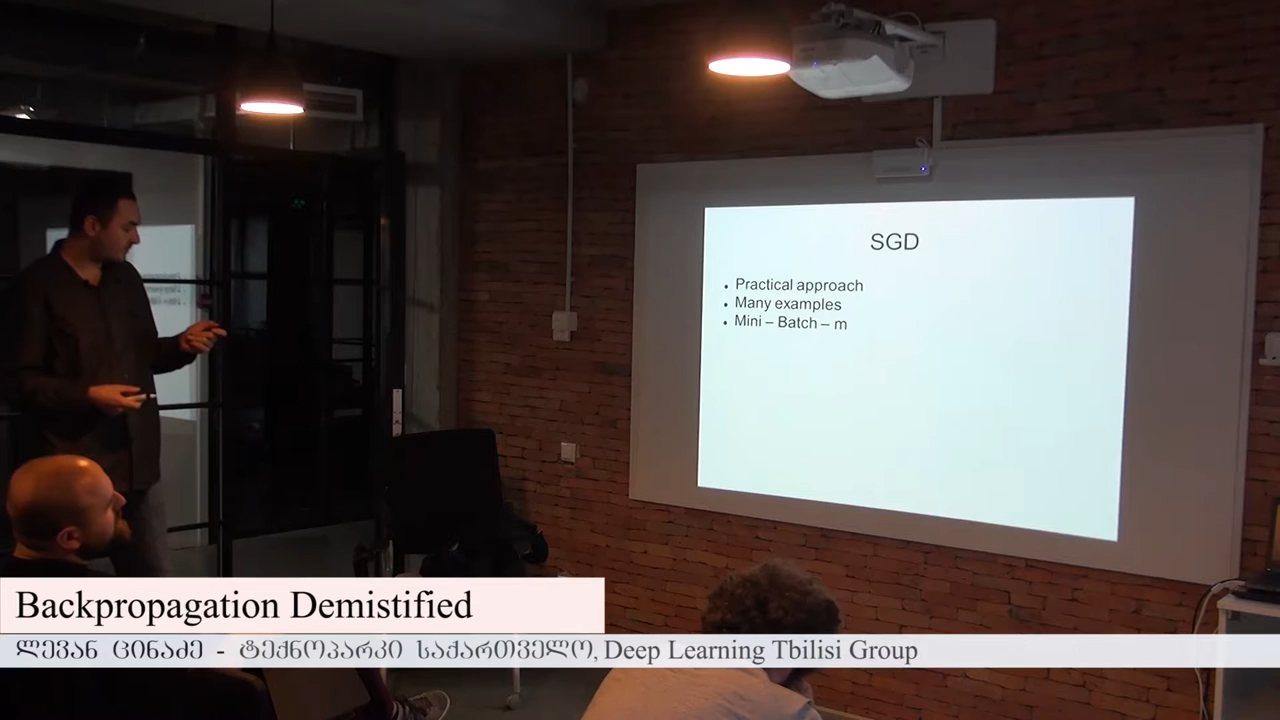 SGD
• Practical approach
• Many examples
• Mini – Batch – m
Backpropagation Demistified
ლევან ცინაძე - ტექნოპარკი საქართველო, Deep Learning Tbilisi Group